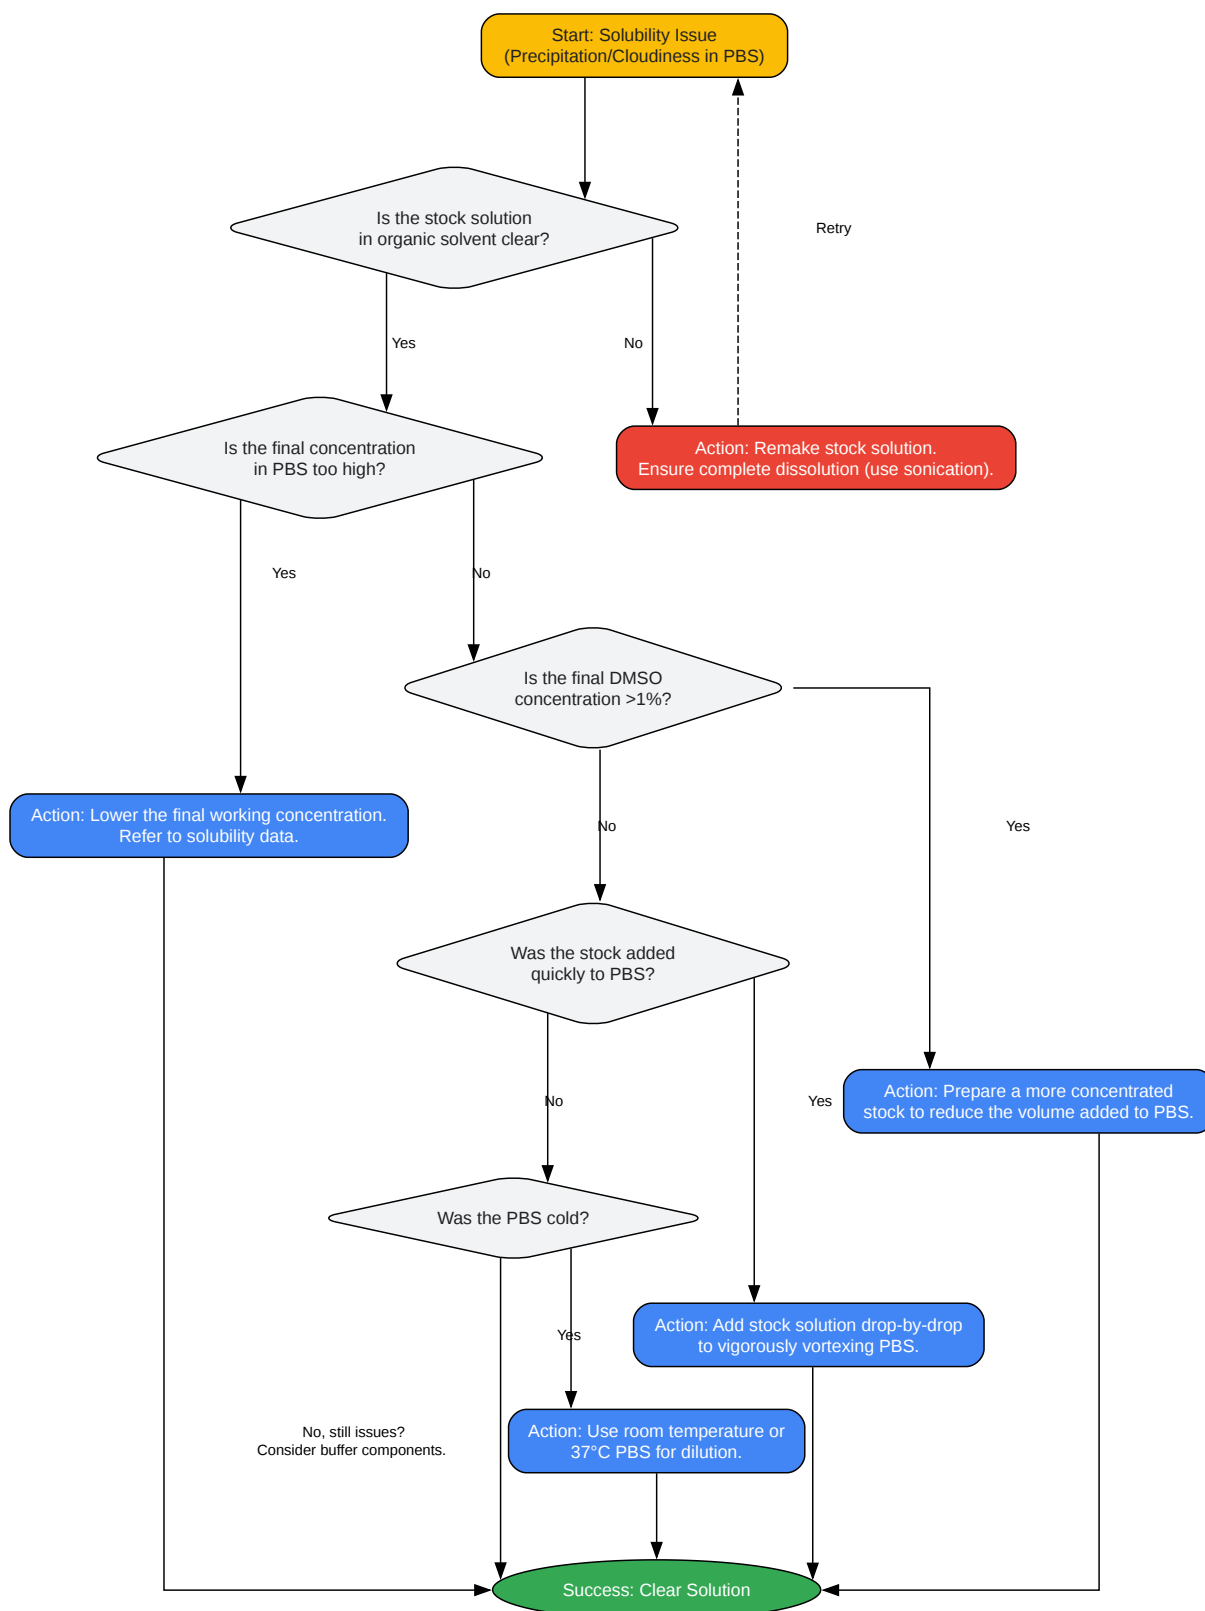 Start: Solubility Issue
(Precipitation/Cloudiness in PBS)
Is the stock solution
in organic solvent clear?
Retry
Yes
No
Is the final concentration
in PBS too high?
Action: Remake stock solution.
Ensure complete dissolution (use sonication).
Yes
No
Is the final DMSO
concentration >1%?
Action: Lower the final working concentration.
Refer to solubility data.
No
Yes
Was the stock added
quickly to PBS?
No
Yes
Action: Prepare a more concentrated
stock to reduce the volume added to PBS.
Was the PBS cold?
Yes
Action: Add stock solution drop-by-drop
to vigorously vortexing PBS.
No, still issues?
Consider buffer components.
Action: Use room temperature or
37°C PBS for dilution.
Success: Clear Solution